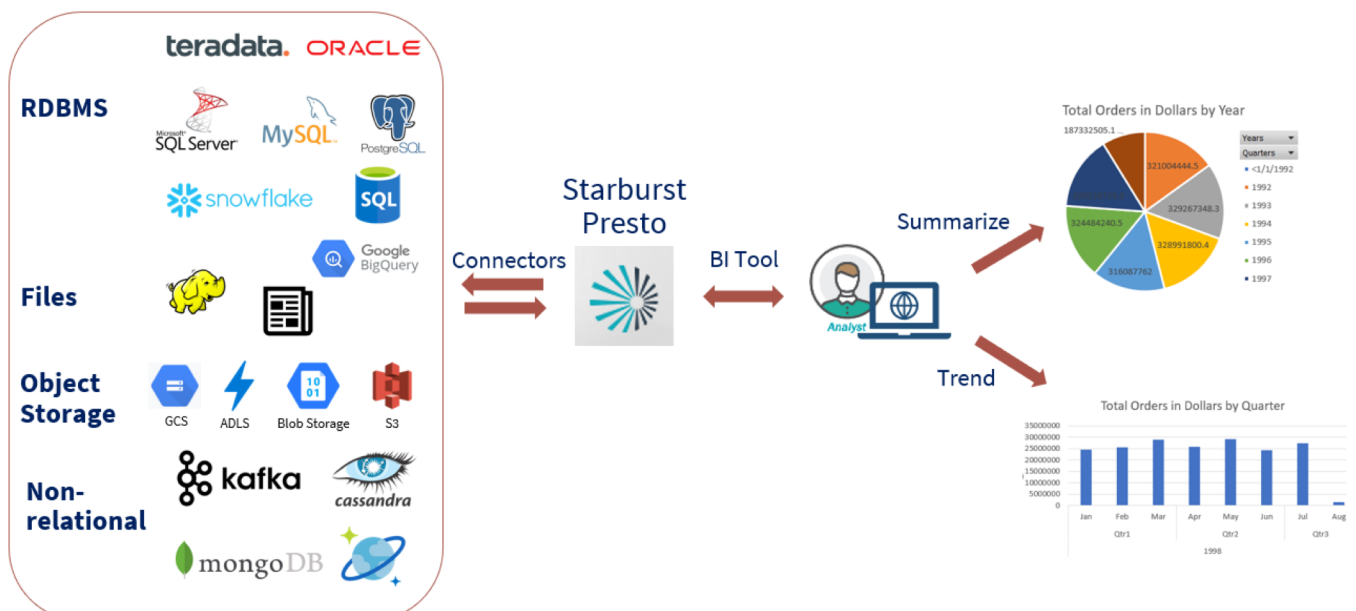 teradata. ORACLE
RDBMS
Microsoft®
SQL Server®
MySQL™
PostgreSQL
snowflake
SQL
Google
BigQuery
Files
Object
Storage
10
01
GCS
ADLS
Blob Storage
S3
Non-
relational
kafka
cassandra
mongoDB
Connectors
Starburst
Presto
BI Tool
Analyst
Summarize
Trend
Total Orders in Dollars by Year
187332505.1 ...
321004444.5
329267348.3
328991800.4
316087762
324484240.5
Years
Quarters
<1/1/1992
1992
1993
1994
1995
1996
1997
Total Orders in Dollars by Quarter
35000000
30000000
25000000
20000000
15000000
10000000
5000000
0
Jan Feb Mar Apr May Jun Jul Aug
Qtr1 Qtr2 Qtr3
1998